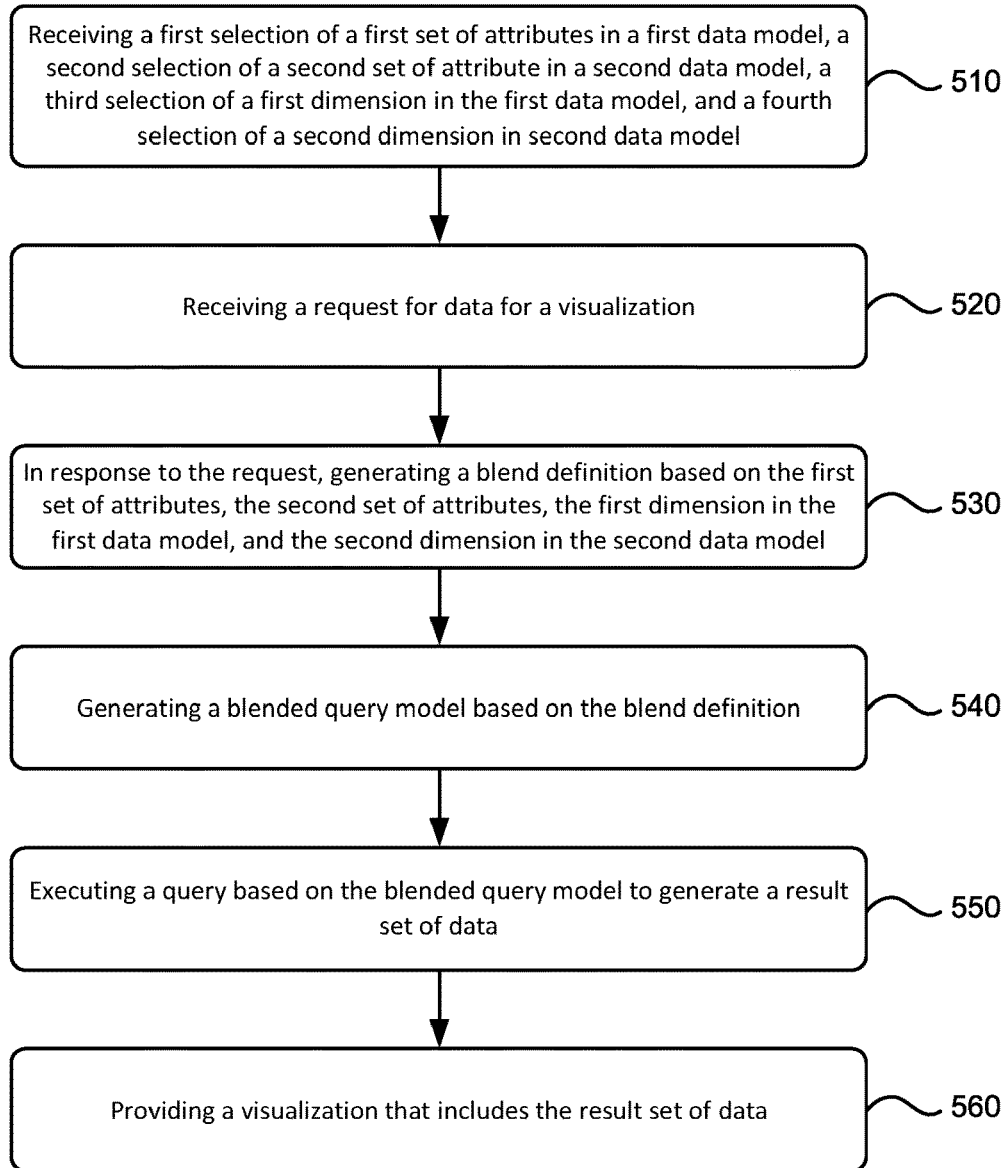 Receiving a first selection of a first set of attributes in a first data model, a
second selection of a second set of attribute in a second data model, a
third selection of a first dimension in the first data model, and a fourth
selection of a second dimension in second data model
510
Receiving a request for data for a visualization
520
In response to the request, generating a blend definition based on the first
set of attributes, the second set of attributes, the first dimension in the
first data model, and the second dimension in the second data model
530
Generating a blended query model based on the blend definition
540
Executing a query based on the blended query model to generate a result
set of data
550
Providing a visualization that includes the result set of data
560